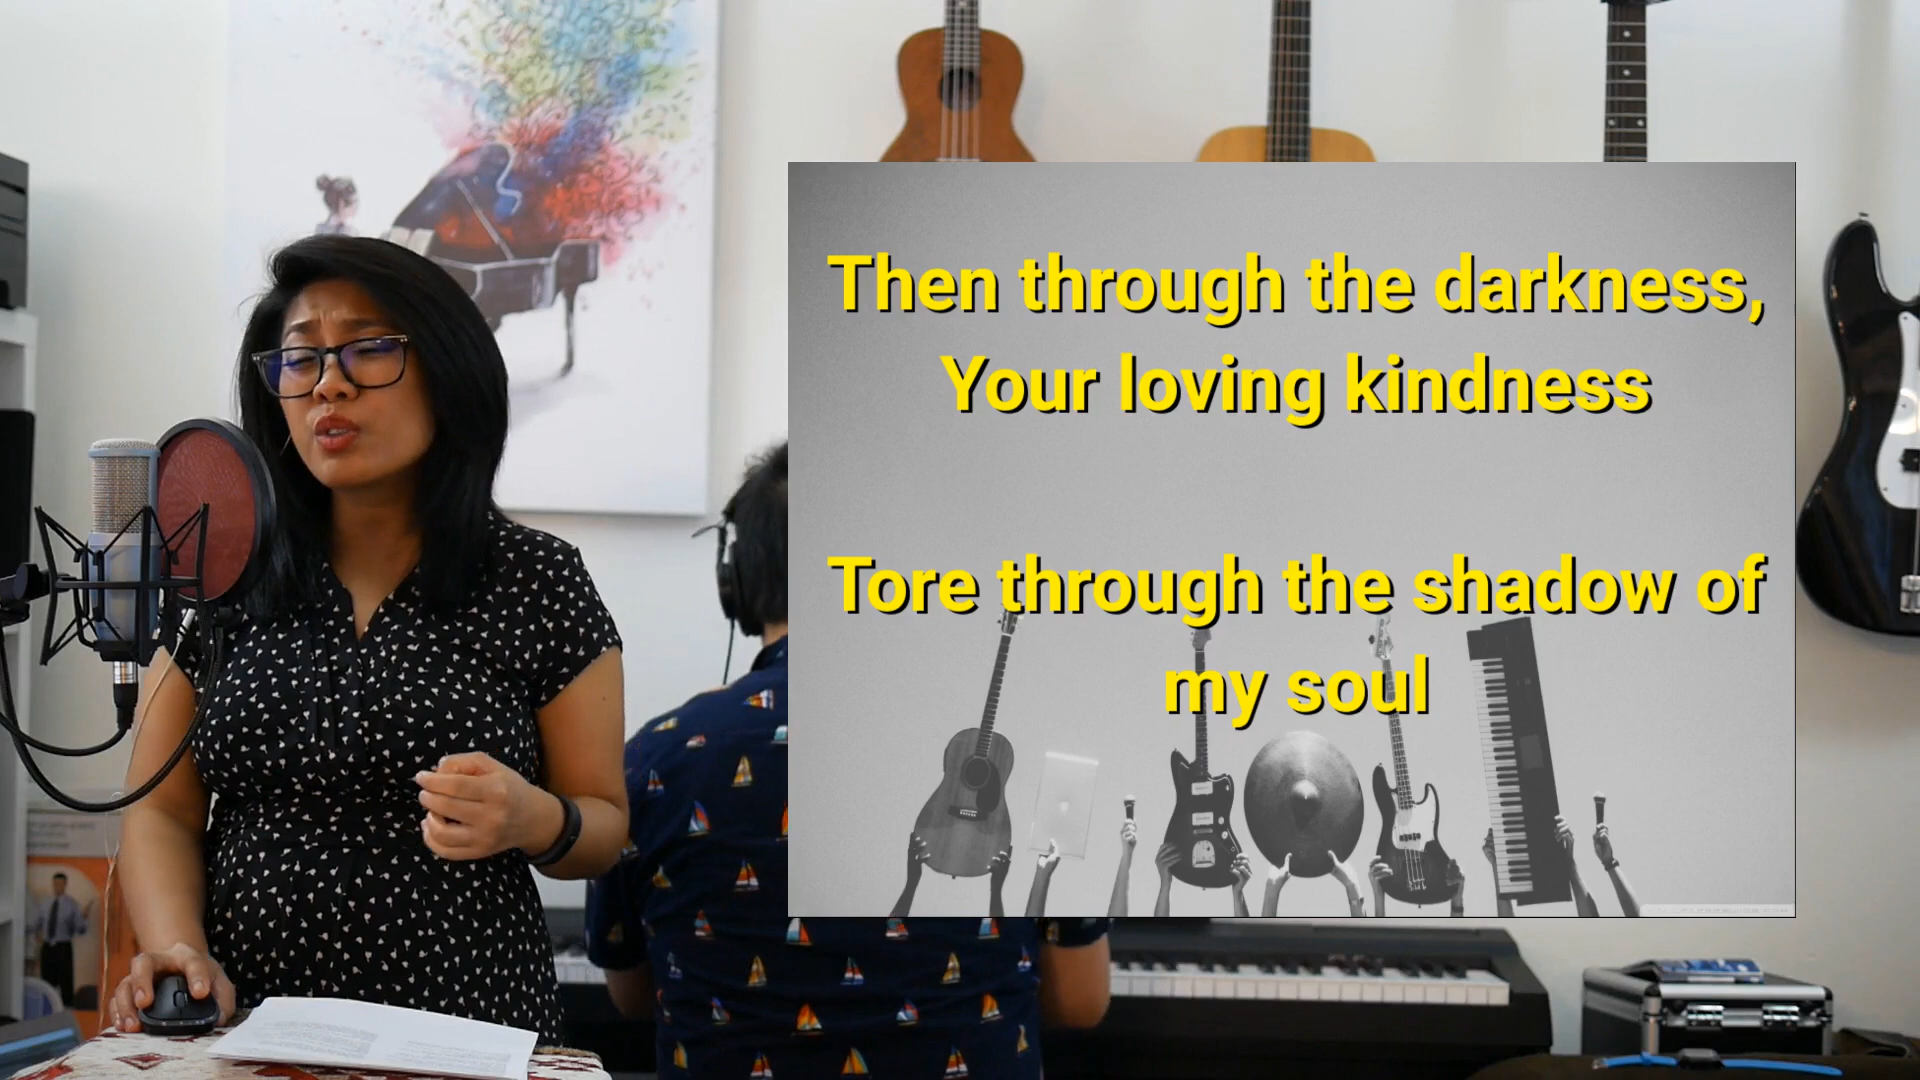 Then through the darkness,
Your loving kindness
Tore through the shadow of
my soul